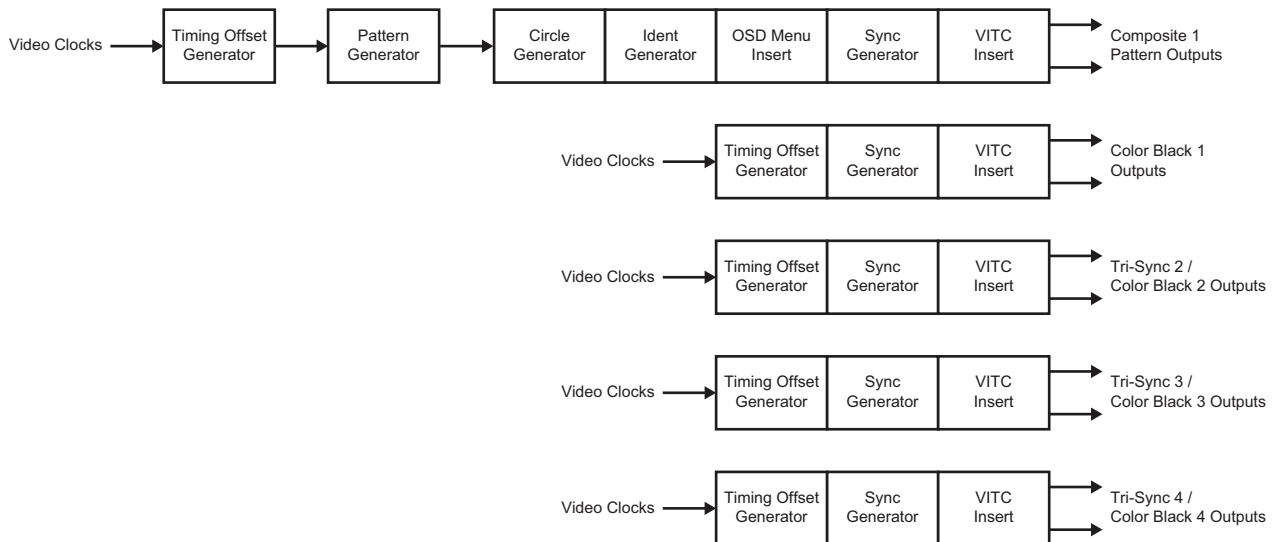 Video Clocks
Timing Offset
Generator
Pattern
Generator
Circle
Generator
Ident
Generator
OSD Menu
Insert
Sync
Generator
VITC
Insert
Composite 1
Pattern Outputs
Video Clocks
Timing Offset
Generator
Sync
Generator
VITC
Insert
Color Black 1
Outputs
Video Clocks
Timing Offset
Generator
Sync
Generator
VITC
Insert
Tri-Sync 2 /
Color Black 2 Outputs
Video Clocks
Timing Offset
Generator
Sync
Generator
VITC
Insert
Tri-Sync 3 /
Color Black 3 Outputs
Video Clocks
Timing Offset
Generator
Sync
Generator
VITC
Insert
Tri-Sync 4 /
Color Black 4 Outputs